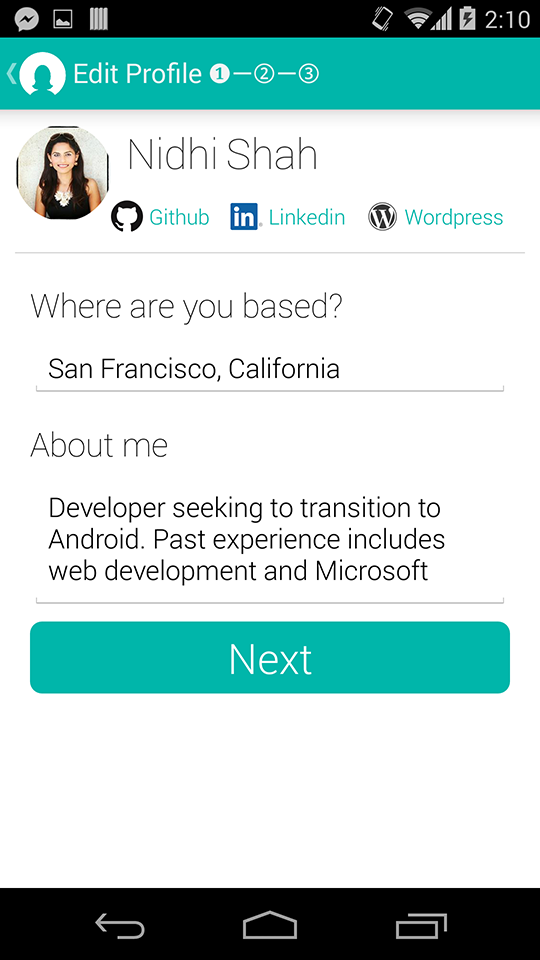 2:10
Edit Profile ❶—②—③
Nidhi Shah
Github
in Linkedin
Wordpress
Where are you based?
San Francisco, California
About me
Developer seeking to transition to
Android. Past experience includes
web development and Microsoft
Next